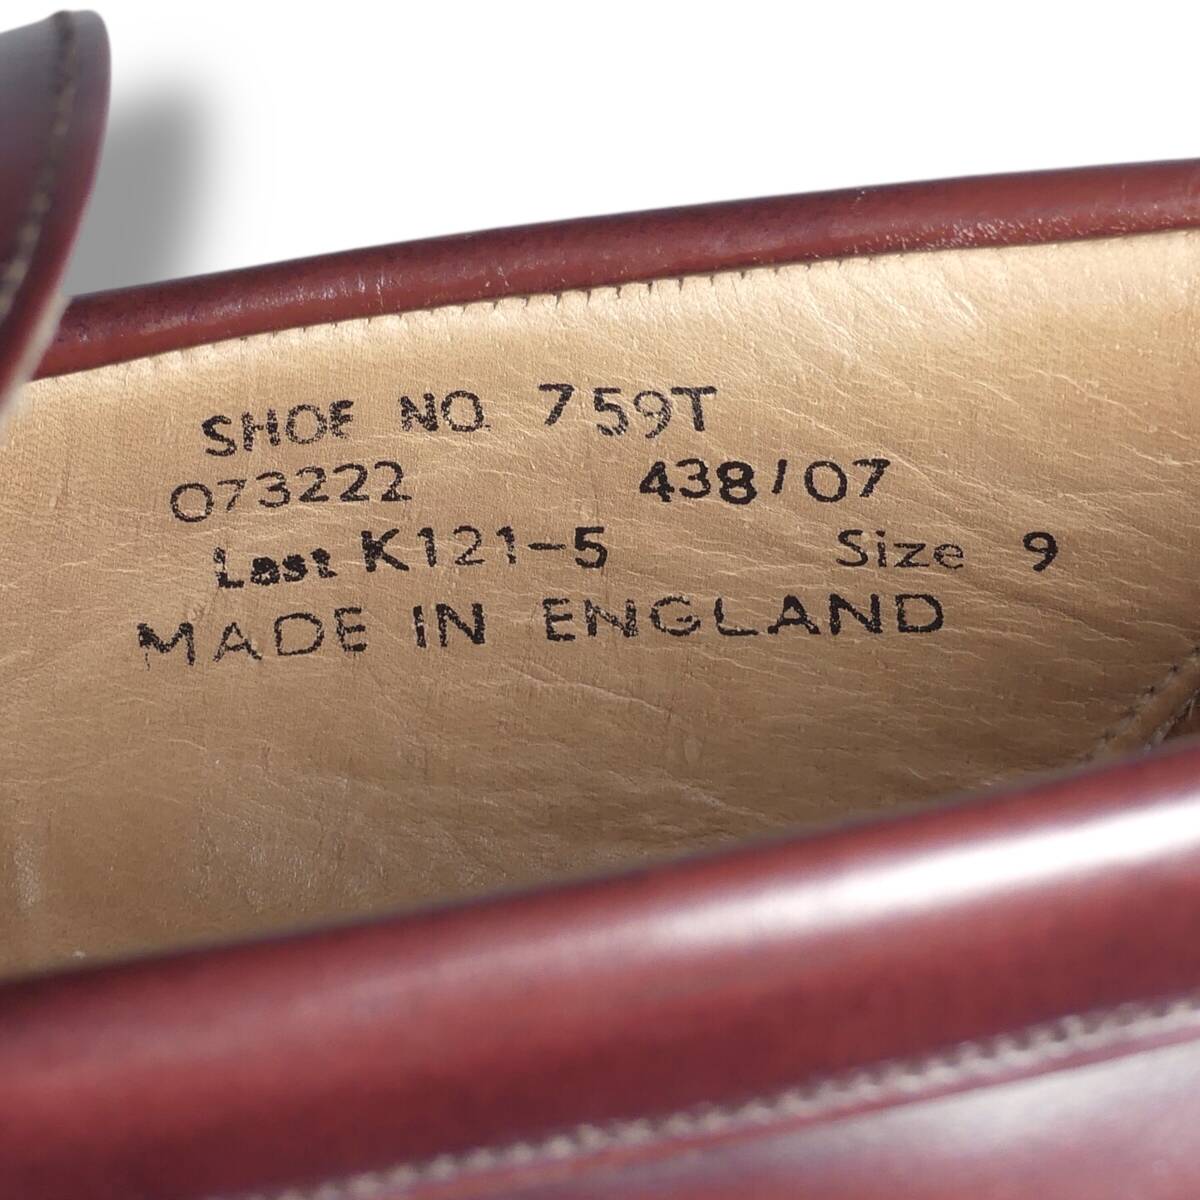 SHOE NO. 759T
073222 438/07
Last K121-5 Size 9
MADE IN ENGLAND